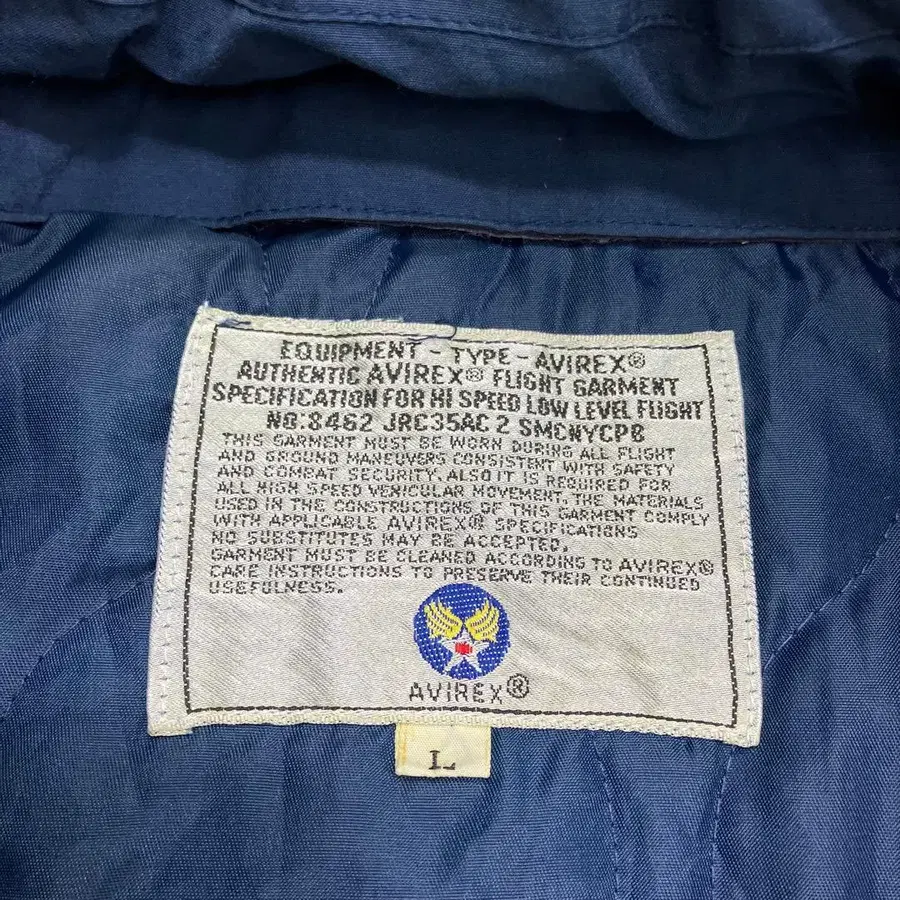 EQUIPMENT - TYPE - AVIREX®
AUTHENTIC AVIREX® FLIGHT GARMENT
SPECIFICATION FOR HI SPEED LOW LEVEL FLIGHT
NO:8462 JRC35AC 2 SMCNYCPB
THIS GARMENT MUST BE WORN DURING ALL FLIGHT
AND GROUND MANEUVERS CONSISTENT WITH SAFETY
AND COMBAT SECURITY. ALSO IT IS REQUIRED FOR
ALL HIGH SPEED VEHICULAR MOVEMENT. THE MATERIALS
USED IN THE CONSTRUCTIONS OF THIS GARMENT COMPLY
WITH APPLICABLE AVIREX® SPECIFICATIONS
NO SUBSTITUTES MAY BE ACCEPTED.
GARMENT MUST BE CLEANED ACCORDING TO AVIREX®
CARE INSTRUCTIONS TO PRESERVE THEIR CONTINUED
USEFULNESS.
AVIREX®
L